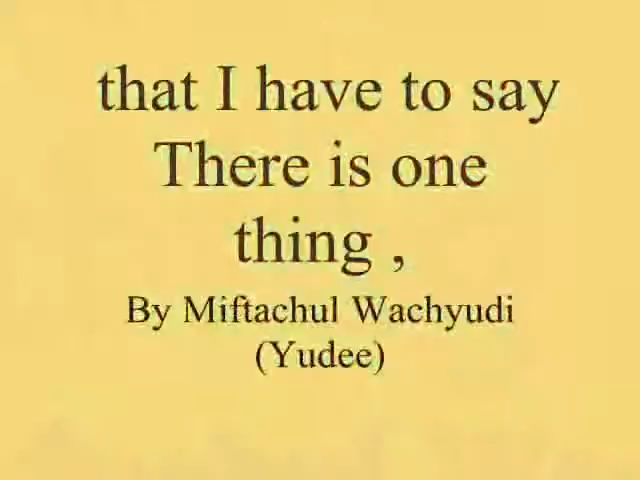 that I have to say
There is one
thing ,
By Miftachul Wachyudi
(Yudee)